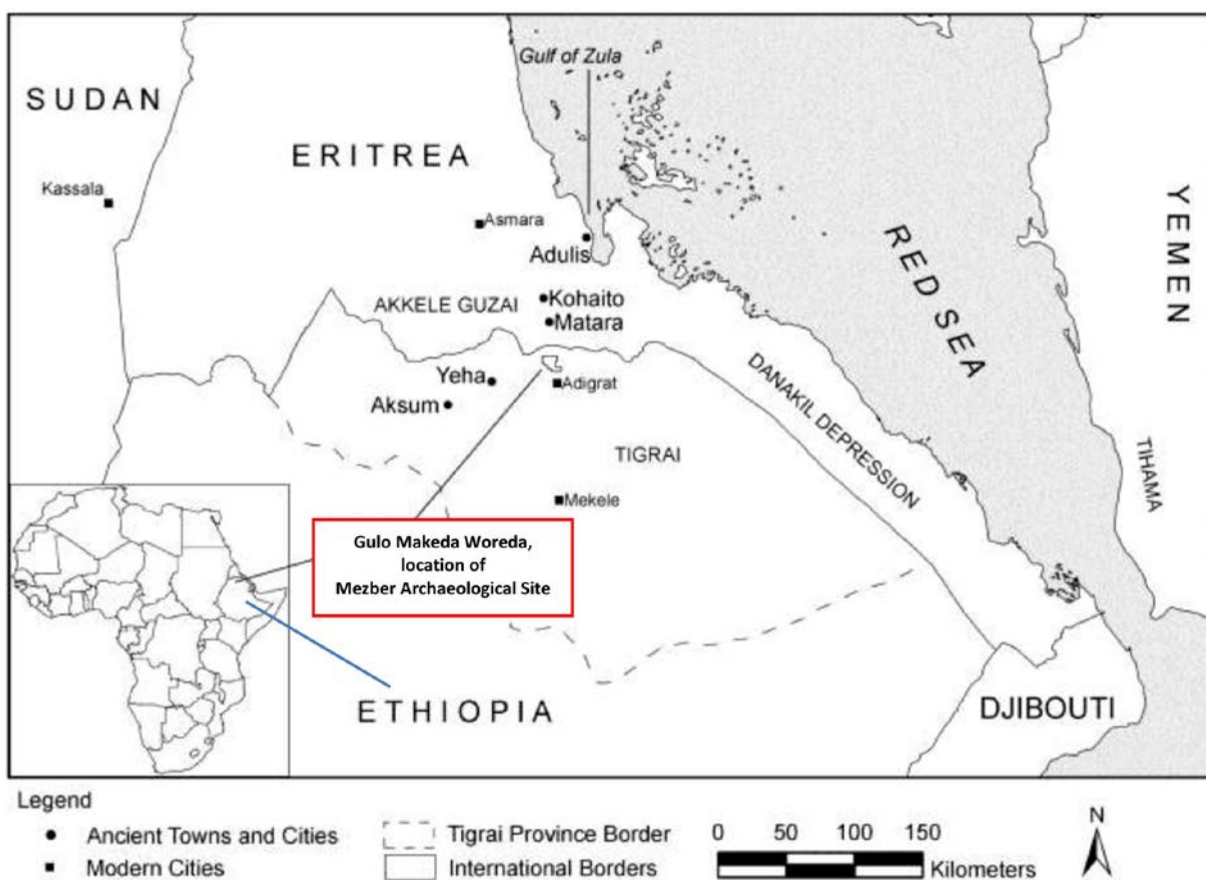 Gulf of Zula
SUDAN
ERITREA
YEMEN
Kassala
Asmara
Adulis
RED SEA
AKKELE GUZAI
Kohaito
Matara
Yeha
Adigrat
Aksum
DANAKIL DEPRESSION
TIGRAI
TIHAMA
Mekele
Gulo Makeda Woreda,
location of
Mezber Archaeological Site
ETHIOPIA
DJIBOUTI
Legend
Ancient Towns and Cities
Modern Cities
Tigrai Province Border
International Borders
0 50 100 150
Kilometers
N